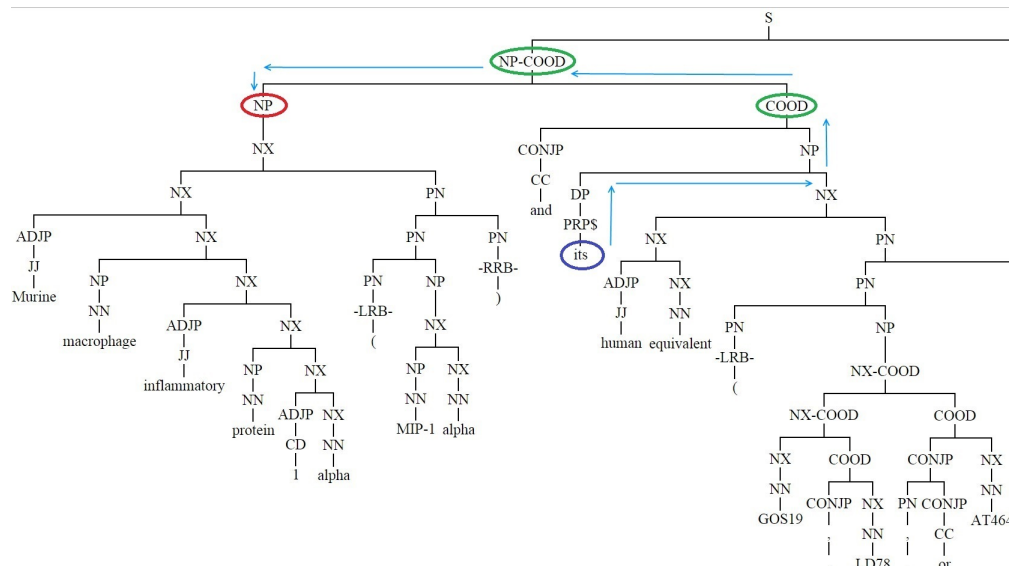 S
NP-COOD
NP COOD
NX CONJP NP
NX PN CC DP NX
and PRP$
ADJP NX PN PN its NX PN
JJ -RRB- ADJP NX PN
Murine NP NX PN NP ) JJ NN
NN -LRB- human equivalent PN NP
macrophage ADJP NX ( NX -LRB-
JJ NP NX ( NX-COOD
inflammatory NP NX NN NN
NN ADJP NX MIP-1 alpha NX-COOD COOD
protein CD NN NX COOD CONJP NX
1 alpha NN CONJP NX PN CONJP NN
GOS19 , NN , CC AT464
LD78 or